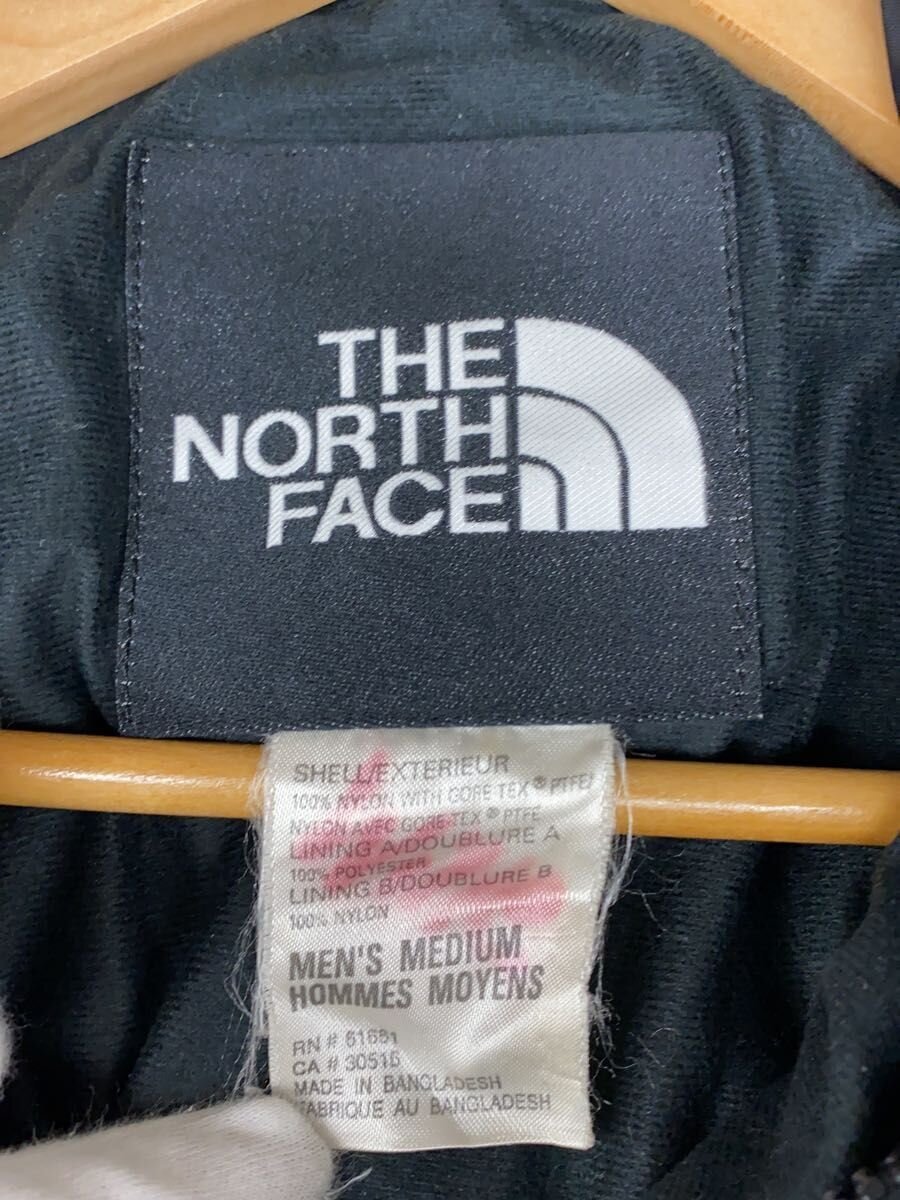 THE
NORTH
FACE
SHELL/EXTERIEUR
100% NYLON WITH GORE TEX® PTFE/
NYLON AVEC GORE-TEX® PTFE
LINING A/DOUBLURE A
100% POLYESTER
LINING B/DOUBLURE B
100% NYLON
MEN'S MEDIUM
HOMMES MOYENS
RN # 61661
CA # 30516
MADE IN BANGLADESH
FABRIQUE AU BANGLADESH